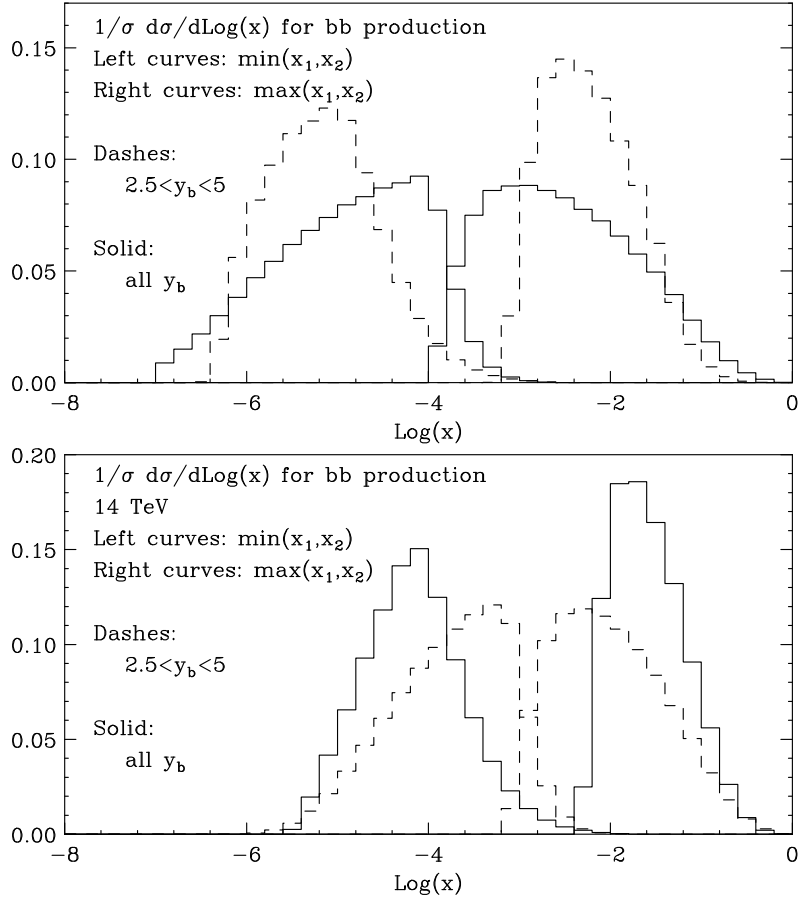 1/σ dσ/dLog(x) for bb production
Left curves: min(x₁,x₂)
Right curves: max(x₁,x₂)
Dashes:
2.5<y_b<5
Solid:
all y_b
0.15
0.10
0.05
0.00
−8 −6 −4 −2 0
Log(x)
1/σ dσ/dLog(x) for bb production
14 TeV
Left curves: min(x₁,x₂)
Right curves: max(x₁,x₂)
Dashes:
2.5<y_b<5
Solid:
all y_b
0.20
0.15
0.10
0.05
0.00
−8 −6 −4 −2 0
Log(x)